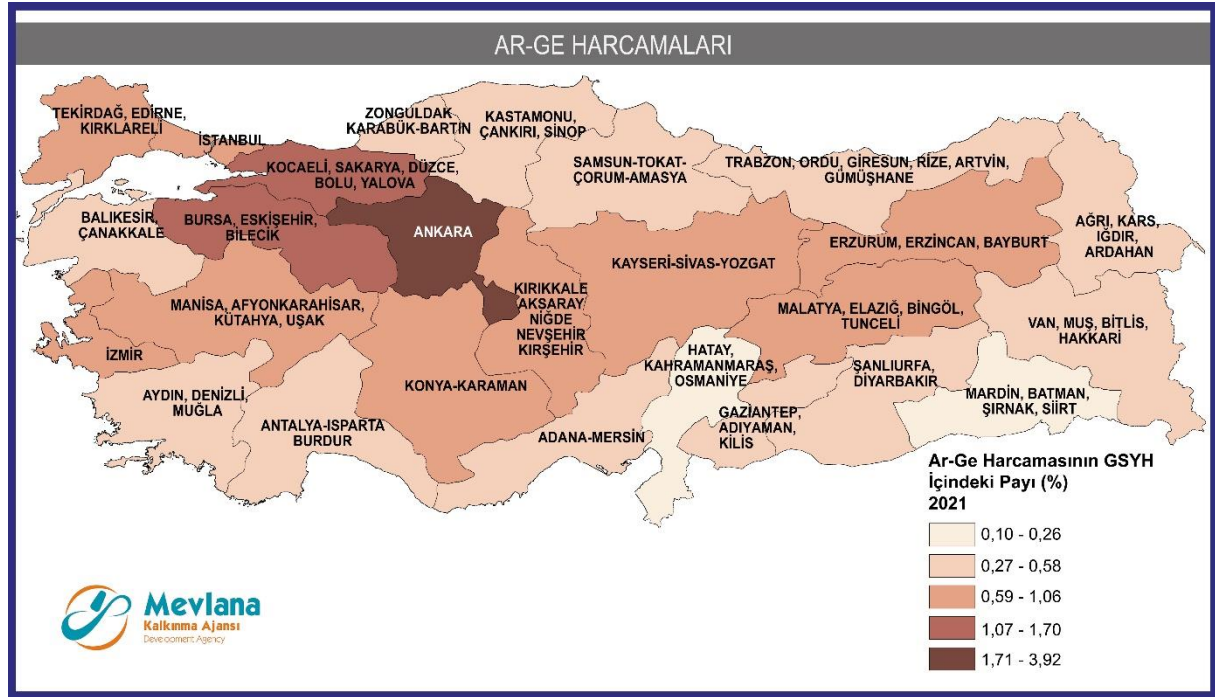 AR-GE HARCAMALARI
TEKİRDAĞ, EDİRNE,
KIRKLARELİ
İSTANBUL
ZONGULDAK
KARABÜK-BARTIN
KASTAMONU,
ÇANKIRI, SİNOP
KOCAELİ, SAKARYA, DÜZCE,
BOLU, YALOVA
SAMSUN-TOKAT-
ÇORUM-AMASYA
TRABZON, ORDU, GİRESUN, RİZE, ARTVİN,
GÜMÜŞHANE
BALIKESİR,
ÇANAKKALE
BURSA, ESKİŞEHİR,
BİLECİK
ANKARA
ERZURUM, ERZİNCAN, BAYBURT
AĞRI, KARS,
IĞDIR,
ARDAHAN
KAYSERİ-SİVAS-YOZGAT
MANİSA, AFYONKARAHİSAR,
KÜTAHYA, UŞAK
KIRIKKALE
AKSARAY
NİĞDE
NEVŞEHİR
KIRŞEHİR
MALATYA, ELAZIĞ, BİNGÖL,
TUNCELİ
VAN, MUŞ, BİTLİS,
HAKKARİ
İZMİR
HATAY,
KAHRAMANMARAŞ,
OSMANİYE
ŞANLIURFA,
DİYARBAKIR
AYDIN, DENİZLİ,
MUĞLA
KONYA-KARAMAN
MARDİN, BATMAN,
ŞIRNAK, SİİRT
ANTALYA-ISPARTA
BURDUR
ADANA-MERSİN
GAZİANTEP,
ADIYAMAN,
KİLİS
Ar-Ge Harcamasının GSYH
İçindeki Payı (%)
2021
0,10 - 0,26
0,27 - 0,58
0,59 - 1,06
1,07 - 1,70
1,71 - 3,92
Mevlana
Kalkınma Ajansı
Development Agency